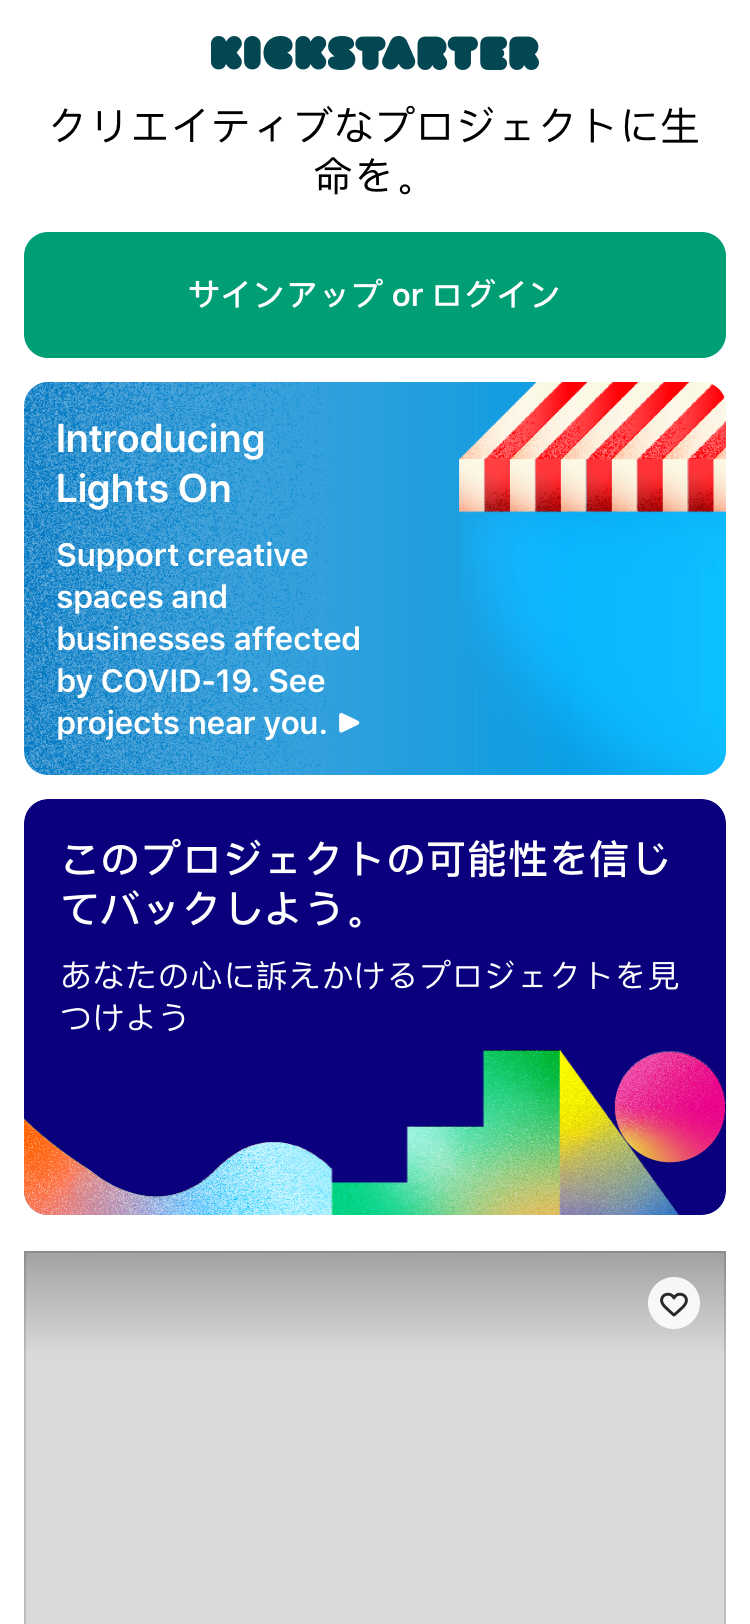 KICKSTARTER
クリエイティブなプロジェクトに生
命を。
サインアップ or ログイン
Introducing
Lights On
Support creative
spaces and
businesses affected
by COVID-19. See
projects near you. ▶
このプロジェクトの可能性を信じ
てバックしよう。
あなたの心に訴えかけるプロジェクトを見
つけよう